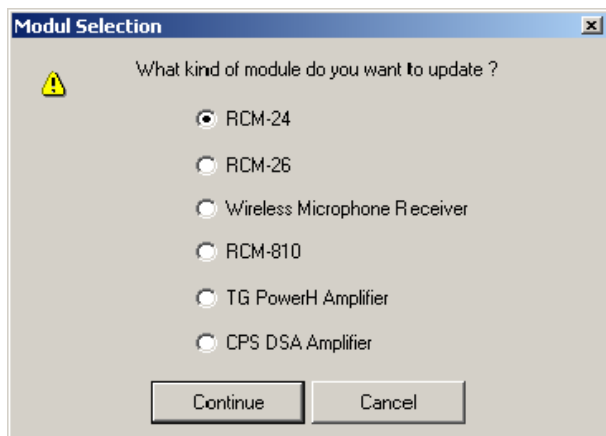 Modul Selection
What kind of module do you want to update ?
RCM-24
RCM-26
Wireless Microphone Receiver
RCM-810
TG PowerH Amplifier
CPS DSA Amplifier
Continue
Cancel